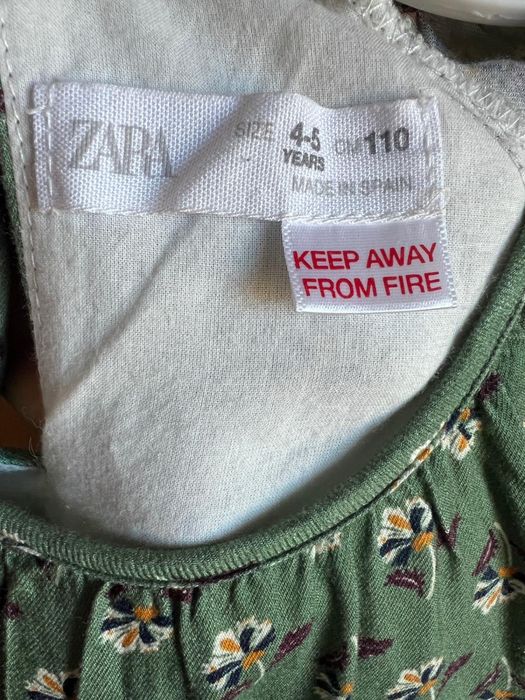 ZARA
SIZE 4-5 CM 110
YEARS
MADE IN SPAIN
KEEP AWAY
FROM FIRE